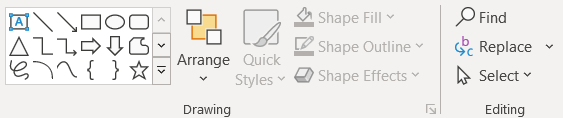 A
Arrange
Quick
Styles
Shape Fill
Shape Outline
Shape Effects
Drawing
Find
b
c
Replace
Select
Editing